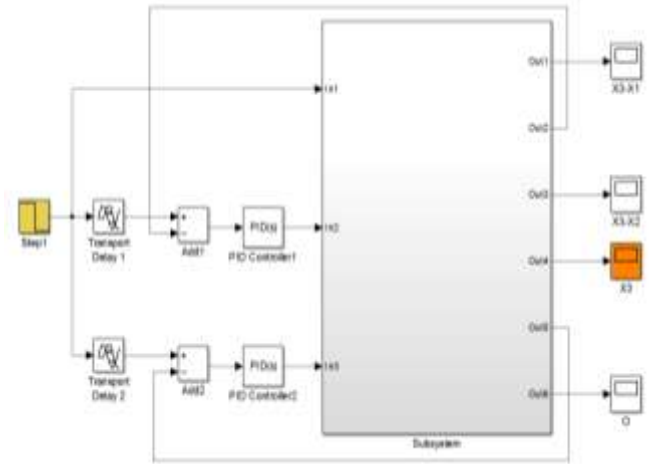 Out1
X3-X1
In1
Out2
Step1
Transport
Delay 1
Add1
PID(s)
PID Controller1
In2
Out3
X3-X2
Out4
X3
Transport
Delay 2
Add2
PID(s)
PID Controller2
In3
Out5
Out6
Subsystem